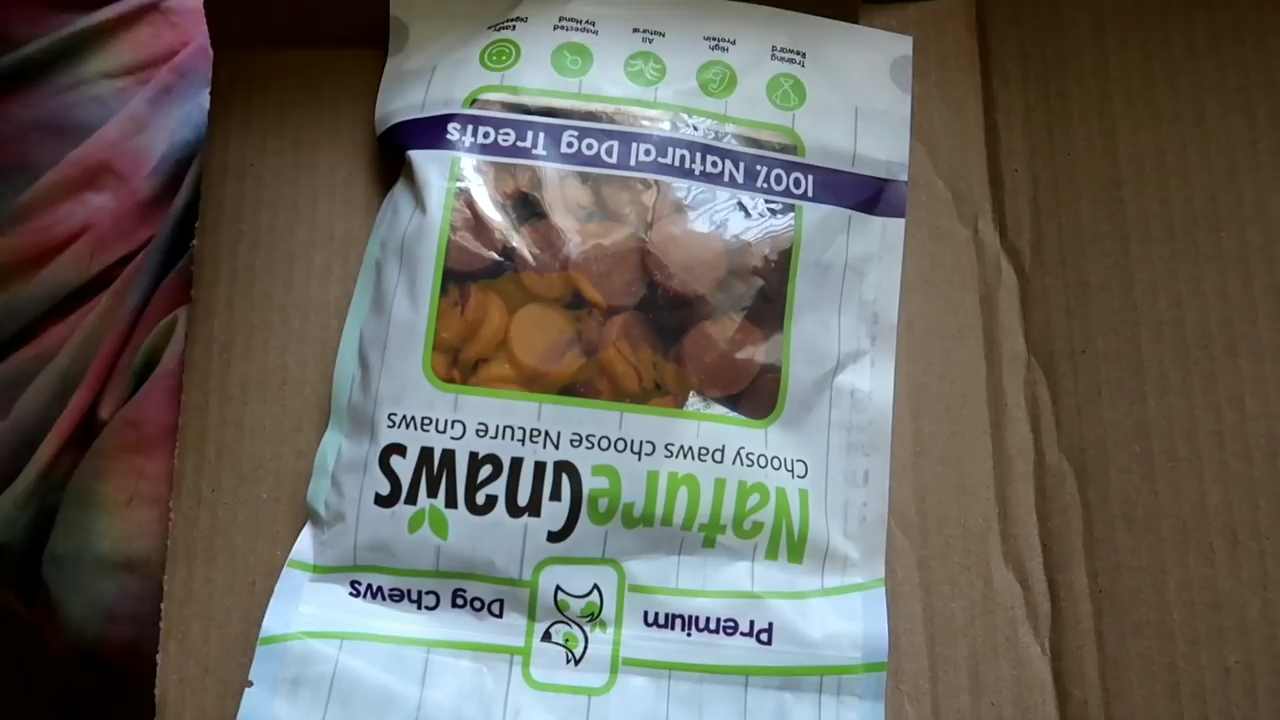 Premium Dog Chews
NatureGnaws
Choosy paws choose Nature Gnaws
100% Natural Dog Treats
Training Reward
High Protein
All Natural
Inspected by Hand
Easily